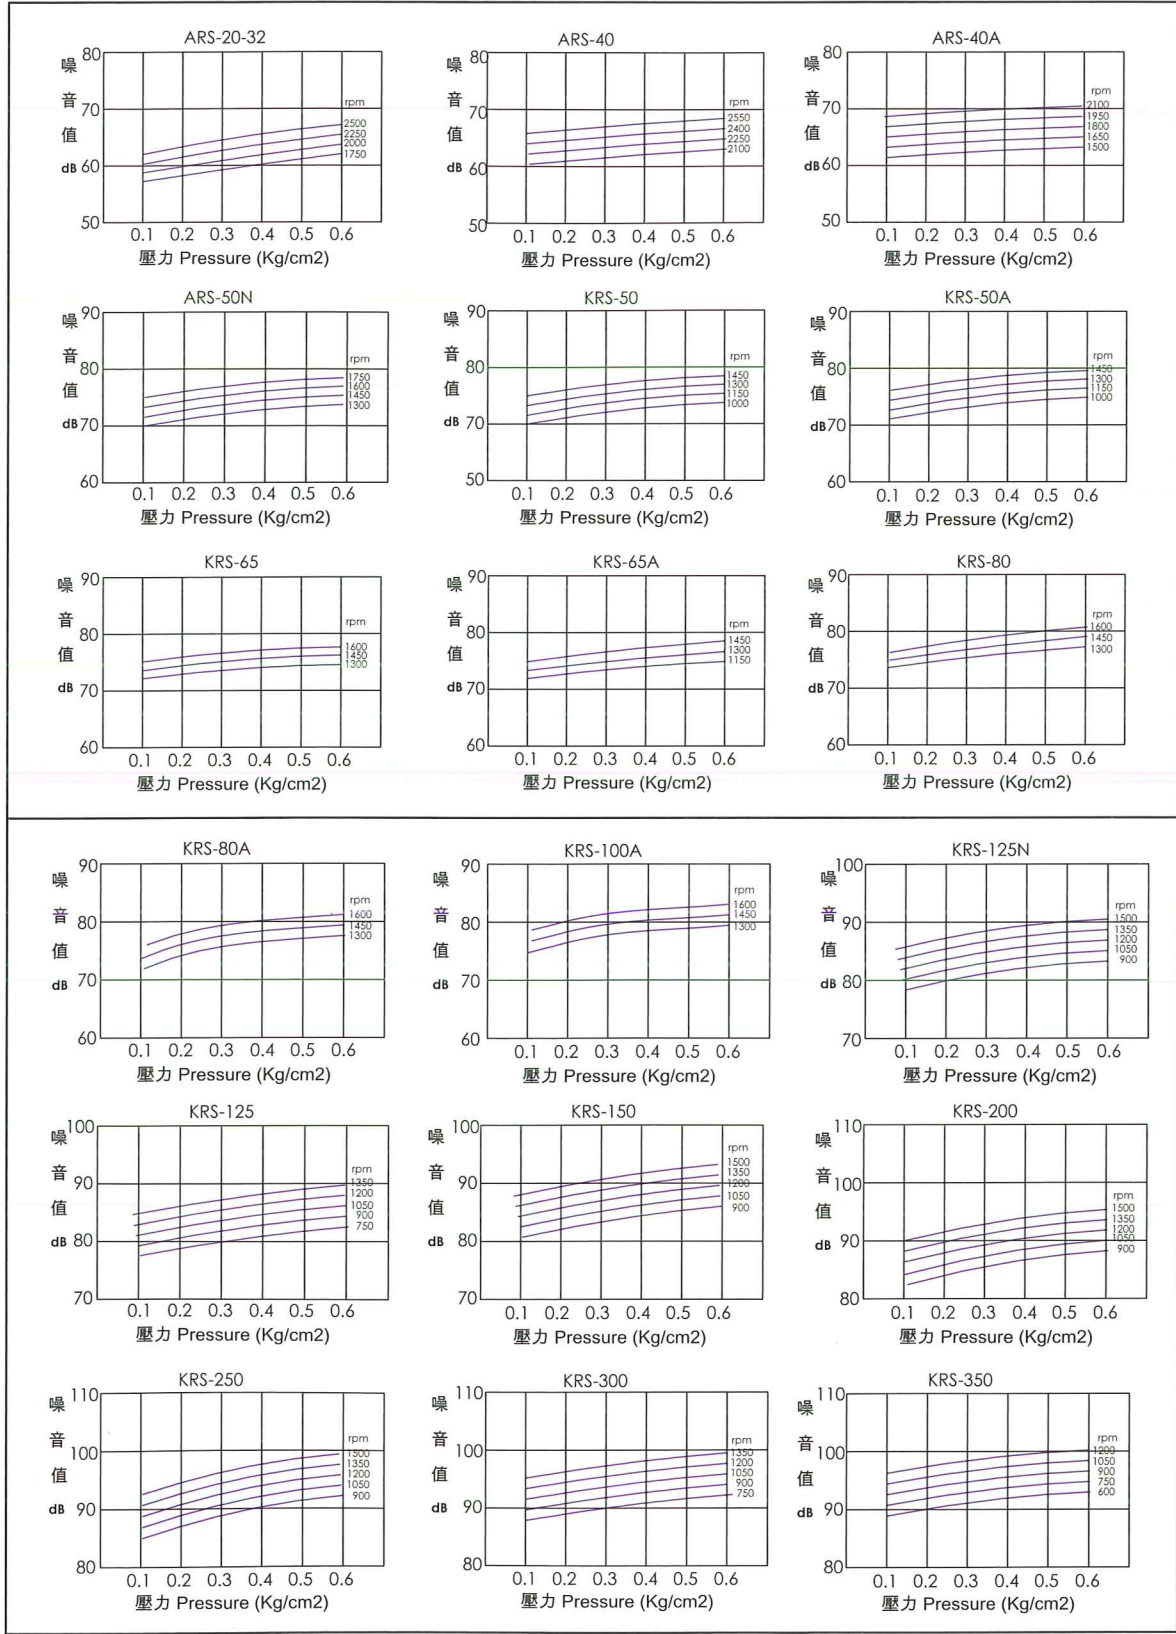 ARS-20-32
80
70
60
50
噪
音
值
dB
rpm
2500
2250
2000
1750
0.1 0.2 0.3 0.4 0.5 0.6
壓力 Pressure (Kg/cm2)
ARS-40
80
70
60
50
噪
音
值
dB
rpm
2550
2400
2250
2100
0.1 0.2 0.3 0.4 0.5 0.6
壓力 Pressure (Kg/cm2)
ARS-40A
80
70
60
50
噪
音
值
dB
rpm
2100
1950
1800
1650
1500
0.1 0.2 0.3 0.4 0.5 0.6
壓力 Pressure (Kg/cm2)
ARS-50N
90
80
70
60
噪
音
值
dB
rpm
1750
1600
1450
1300
0.1 0.2 0.3 0.4 0.5 0.6
壓力 Pressure (Kg/cm2)
KRS-50
90
80
70
50
噪
音
值
dB
rpm
1450
1300
1150
1000
0.1 0.2 0.3 0.4 0.5 0.6
壓力 Pressure (Kg/cm2)
KRS-50A
90
80
70
60
噪
音
值
dB
rpm
1450
1300
1150
1000
0.1 0.2 0.3 0.4 0.5 0.6
壓力 Pressure (Kg/cm2)
KRS-65
90
80
70
60
噪
音
值
dB
rpm
1600
1450
1300
0.1 0.2 0.3 0.4 0.5 0.6
壓力 Pressure (Kg/cm2)
KRS-65A
90
80
70
60
噪
音
值
dB
rpm
1450
1300
1150
0.1 0.2 0.3 0.4 0.5 0.6
壓力 Pressure (Kg/cm2)
KRS-80
90
80
70
60
噪
音
值
dB
rpm
1600
1450
1300
0.1 0.2 0.3 0.4 0.5 0.6
壓力 Pressure (Kg/cm2)
KRS-80A
90
80
70
60
噪
音
值
dB
rpm
1600
1450
1300
0.1 0.2 0.3 0.4 0.5 0.6
壓力 Pressure (Kg/cm2)
KRS-100A
90
80
70
60
噪
音
值
dB
rpm
1600
1450
1300
0.1 0.2 0.3 0.4 0.5 0.6
壓力 Pressure (Kg/cm2)
KRS-125N
100
90
80
70
噪
音
值
dB
rpm
1500
1350
1200
1050
900
0.1 0.2 0.3 0.4 0.5 0.6
壓力 Pressure (Kg/cm2)
KRS-125
100
90
80
70
噪
音
值
dB
rpm
1350
1200
1050
900
750
0.1 0.2 0.3 0.4 0.5 0.6
壓力 Pressure (Kg/cm2)
KRS-150
100
90
80
70
噪
音
值
dB
rpm
1500
1350
1200
1050
900
0.1 0.2 0.3 0.4 0.5 0.6
壓力 Pressure (Kg/cm2)
KRS-200
110
100
90
80
噪
音
值
dB
rpm
1500
1350
1200
1050
900
0.1 0.2 0.3 0.4 0.5 0.6
壓力 Pressure (Kg/cm2)
KRS-250
110
100
90
80
噪
音
值
dB
rpm
1500
1350
1200
1050
900
0.1 0.2 0.3 0.4 0.5 0.6
壓力 Pressure (Kg/cm2)
KRS-300
110
100
90
80
噪
音
值
dB
rpm
1350
1200
1050
900
750
0.1 0.2 0.3 0.4 0.5 0.6
壓力 Pressure (Kg/cm2)
KRS-350
110
100
90
80
噪
音
值
dB
rpm
1200
1050
900
750
600
0.1 0.2 0.3 0.4 0.5 0.6
壓力 Pressure (Kg/cm2)